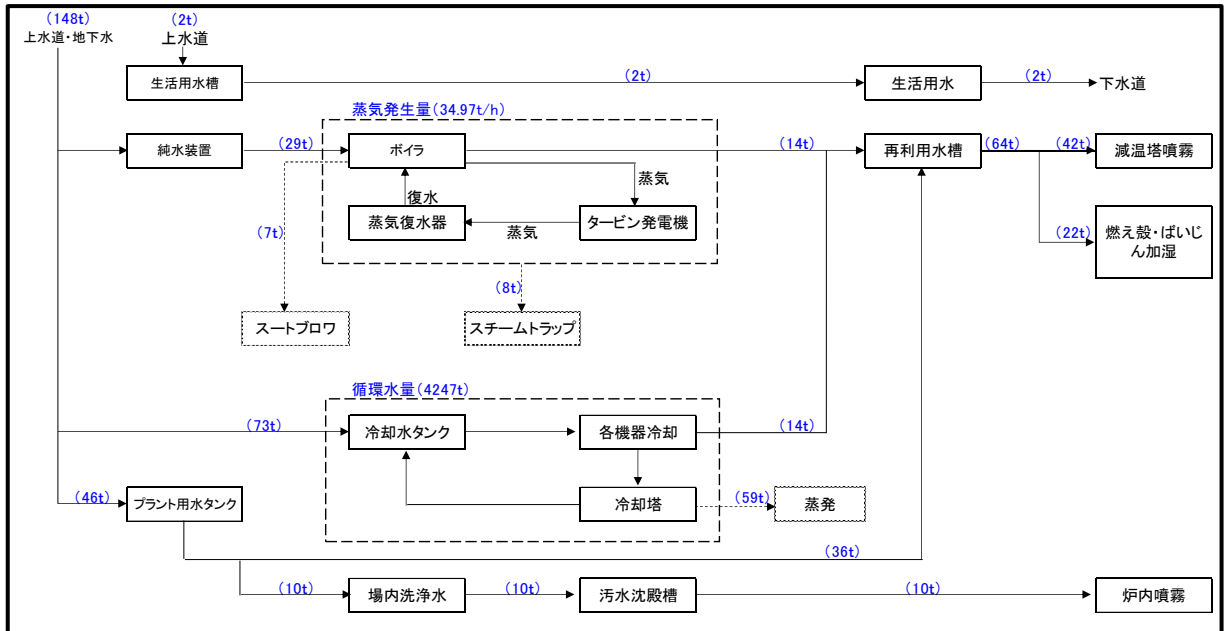 (148t)
上水道・地下水
(2t)
上水道
生活用水槽
(2t)
生活用水
(2t)
下水道
蒸気発生量(34.97t/h)
純水装置
(29t)
ボイラ
(14t)
再利用水槽
(64t)
(42t)
減温塔噴霧
蒸気
復水
(7t)
蒸気復水器
蒸気
タービン発電機
(22t)
燃え殻・ばいじ
ん加湿
(8t)
スートブロワ
スチームトラップ
循環水量(4247t)
(73t)
冷却水タンク
各機器冷却
(14t)
(46t)
プラント用水タンク
冷却塔
(59t)
蒸発
(36t)
(10t)
場内洗浄水
(10t)
汚水沈殿槽
(10t)
炉内噴霧